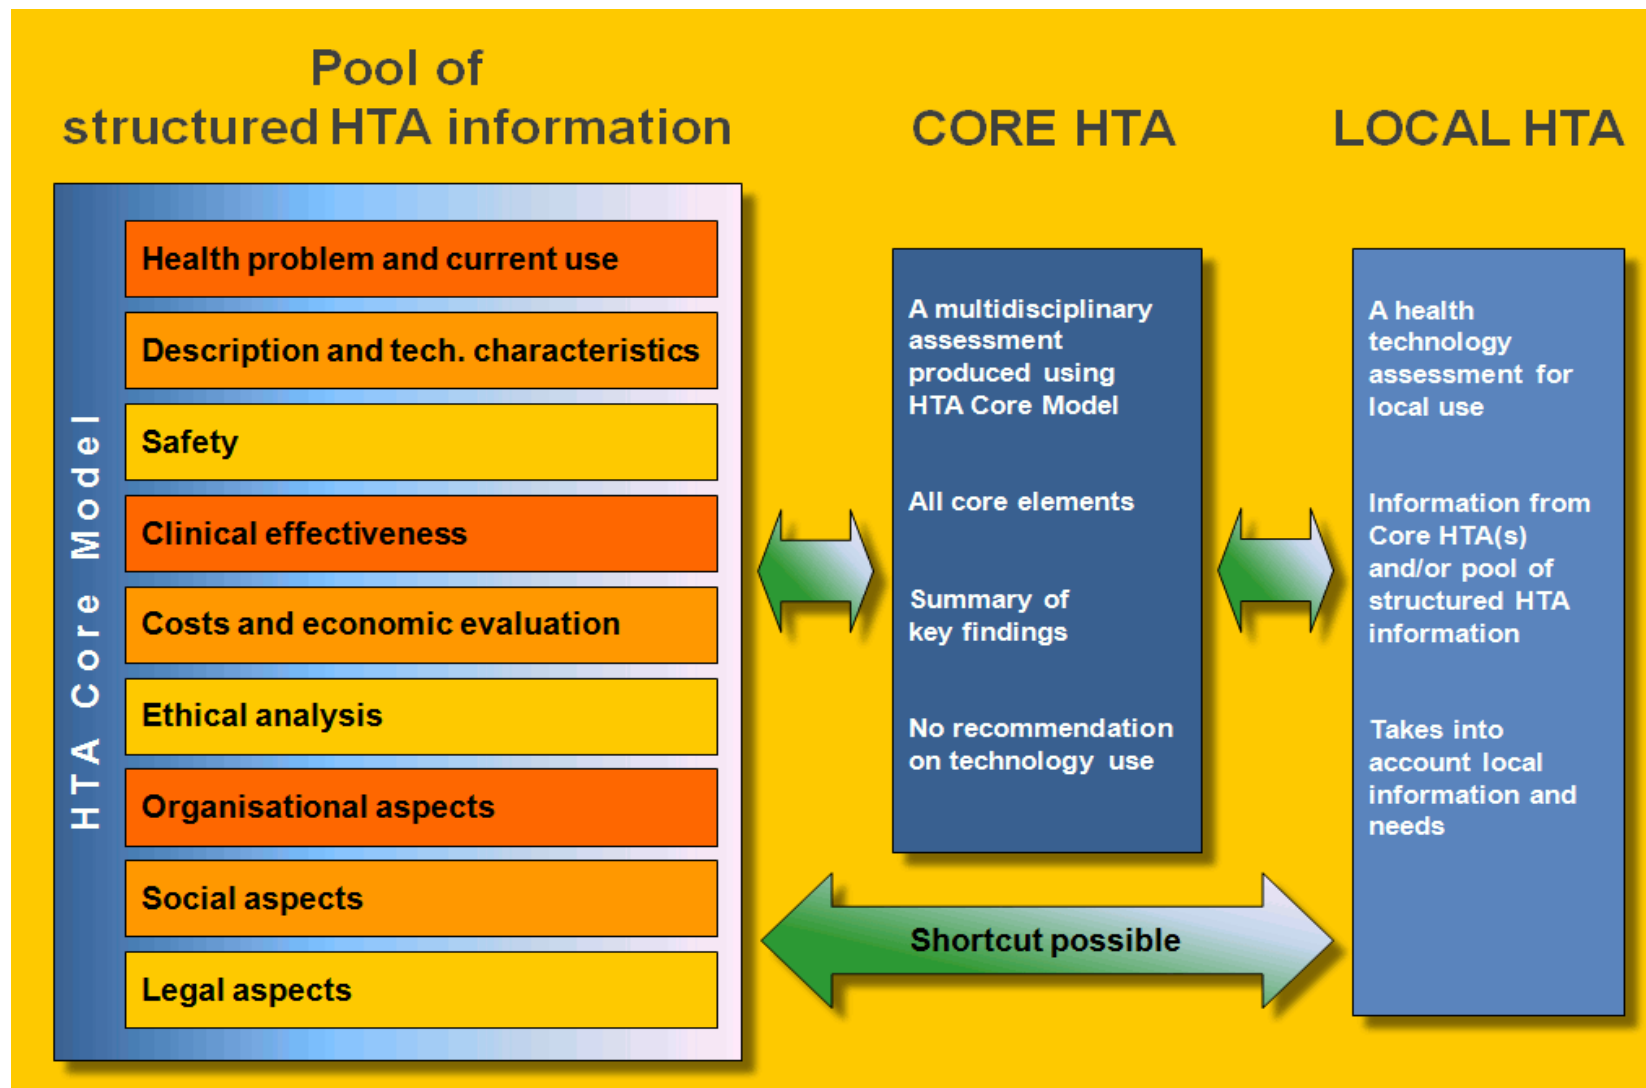 Pool of
structured HTA information
CORE HTA
LOCAL HTA
HTA Core Model
Health problem and current use
Description and tech. characteristics
Safety
Clinical effectiveness
Costs and economic evaluation
Ethical analysis
Organisational aspects
Social aspects
Legal aspects
A multidisciplinary
assessment
produced using
HTA Core Model
All core elements
Summary of
key findings
No recommendation
on technology use
A health
technology
assessment for
local use
Information from
Core HTA(s)
and/or pool of
structured HTA
information
Takes into
account local
information and
needs
Shortcut possible